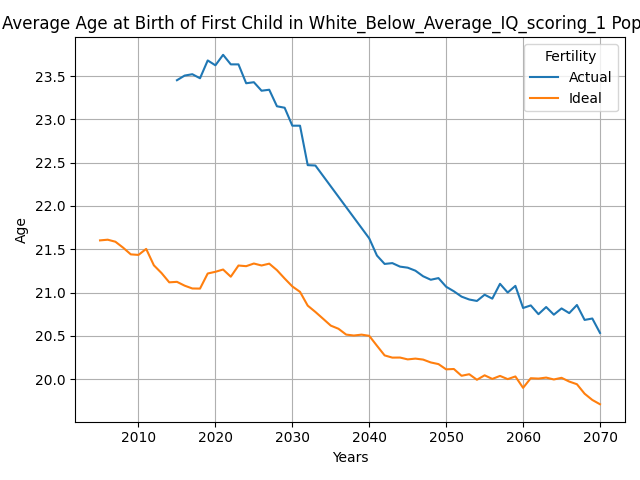 Average Age at Birth of First Child in White_Below_Average_IQ_scoring_1 Pop
Fertility
Actual
Ideal
23.5
23.0
22.5
22.0
21.5
21.0
20.5
20.0
Age
2010 2020 2030 2040 2050 2060 2070
Years